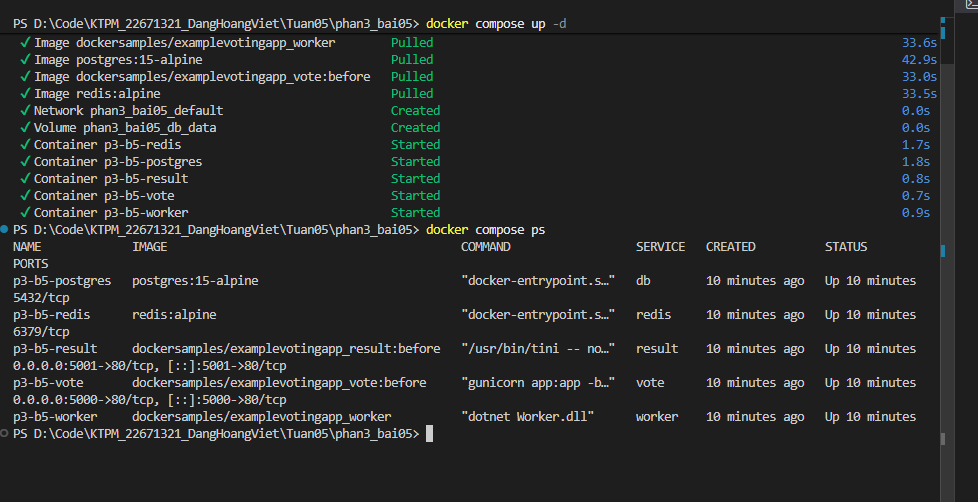 PS D:\Code\KTPM_22671321_DangHoangViet\Tuan05\phan3_bai05> docker compose up -d
✓ Image dockersamples/examplevotingapp_worker Pulled 33.6s
✓ Image postgres:15-alpine Pulled 42.9s
✓ Image dockersamples/examplevotingapp_vote:before Pulled 33.0s
✓ Image redis:alpine Pulled 33.5s
✓ Network phan3_bai05_default Created 0.0s
✓ Volume phan3_bai05_db_data Created 0.0s
✓ Container p3-b5-redis Started 1.7s
✓ Container p3-b5-postgres Started 1.8s
✓ Container p3-b5-result Started 0.8s
✓ Container p3-b5-vote Started 0.7s
✓ Container p3-b5-worker Started 0.9s
PS D:\Code\KTPM_22671321_DangHoangViet\Tuan05\phan3_bai05> docker compose ps
NAME IMAGE COMMAND SERVICE CREATED STATUS
PORTS
p3-b5-postgres postgres:15-alpine "docker-entrypoint.s…" db 10 minutes ago Up 10 minutes
5432/tcp
p3-b5-redis redis:alpine "docker-entrypoint.s…" redis 10 minutes ago Up 10 minutes
6379/tcp
p3-b5-result dockersamples/examplevotingapp_result:before "/usr/bin/tini -- no…" result 10 minutes ago Up 10 minutes
0.0.0.0:5001->80/tcp, [::]:5001->80/tcp
p3-b5-vote dockersamples/examplevotingapp_vote:before "gunicorn app:app -b…" vote 10 minutes ago Up 10 minutes
0.0.0.0:5000->80/tcp, [::]:5000->80/tcp
p3-b5-worker dockersamples/examplevotingapp_worker "dotnet Worker.dll" worker 10 minutes ago Up 10 minutes
PS D:\Code\KTPM_22671321_DangHoangViet\Tuan05\phan3_bai05>